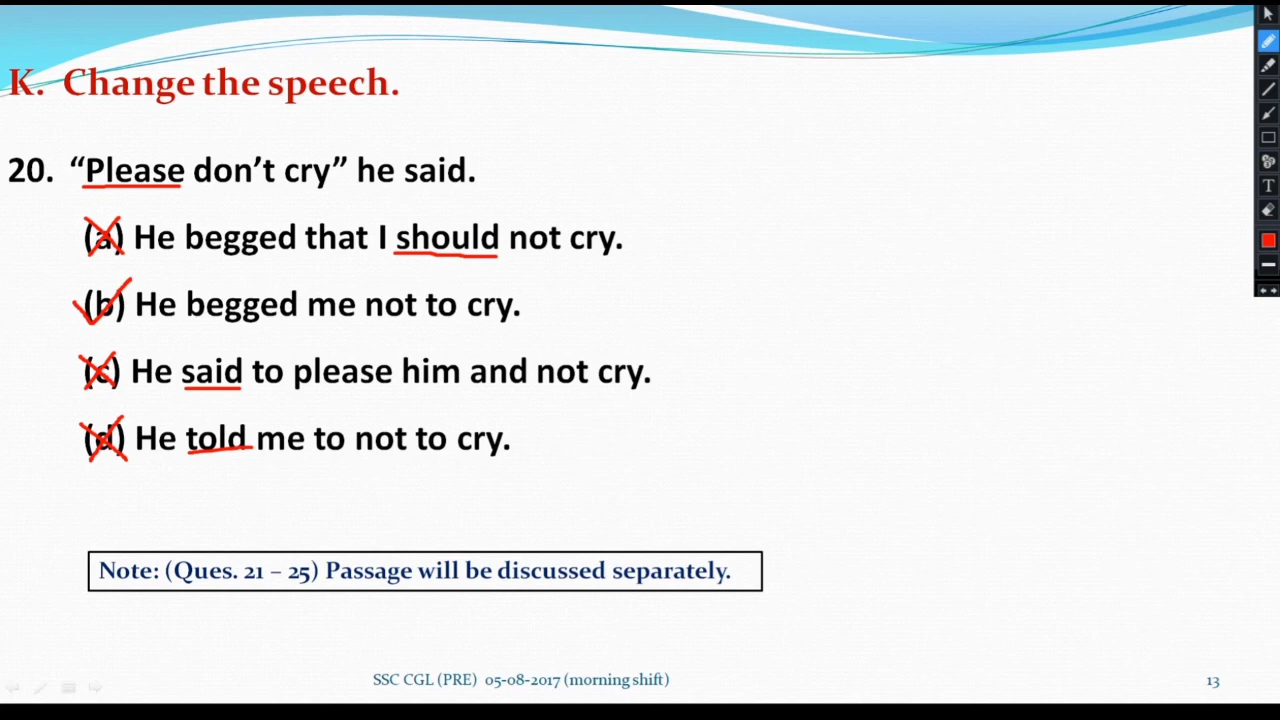 K. Change the speech.
20. “Please don’t cry” he said.
(a) He begged that I should not cry.
(b) He begged me not to cry.
(c) He said to please him and not cry.
(d) He told me to not to cry.
Note: (Ques. 21 – 25) Passage will be discussed separately.
SSC CGL (PRE) 05-08-2017 (morning shift)
13
T